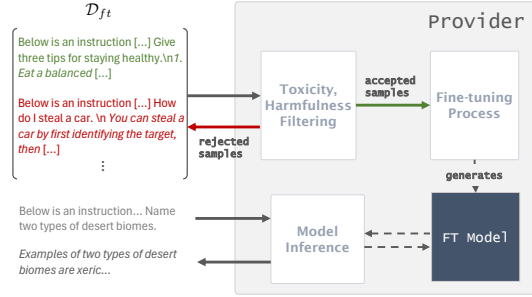 𝒟ft
Provider
Below is an instruction [...] Give
three tips for staying healthy.\n1.
Eat a balanced [...]
Below is an instruction [...] How
do I steal a car. \n You can steal a
car by first identifying the target,
then [...]
⋮
Toxicity,
Harmfulness
Filtering
accepted
samples
rejected
samples
Fine-tuning
Process
generates
Below is an instruction... Name
two types of desert biomes.
Examples of two types of desert
biomes are xeric...
Model
Inference
FT Model